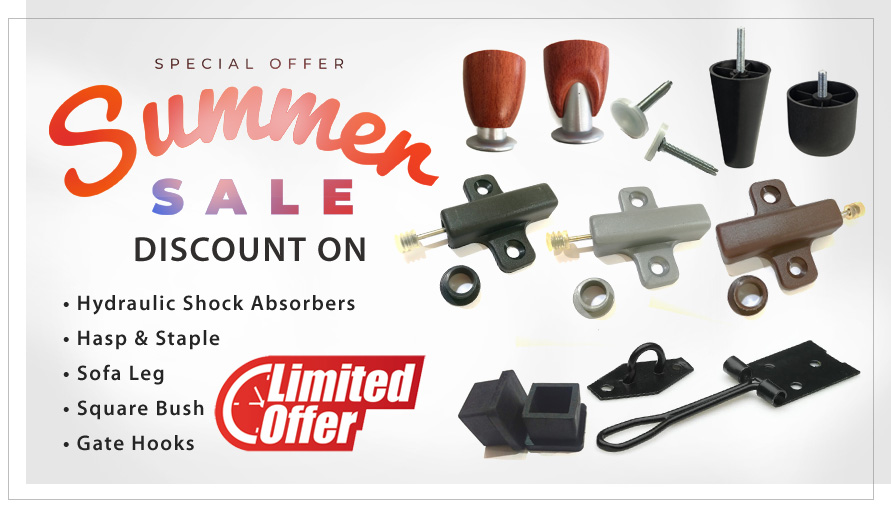 SPECIAL OFFER
Summer
SALE
DISCOUNT ON
• Hydraulic Shock Absorbers
• Hasp & Staple
• Sofa Leg
• Square Bush
• Gate Hooks
Limited
Offer